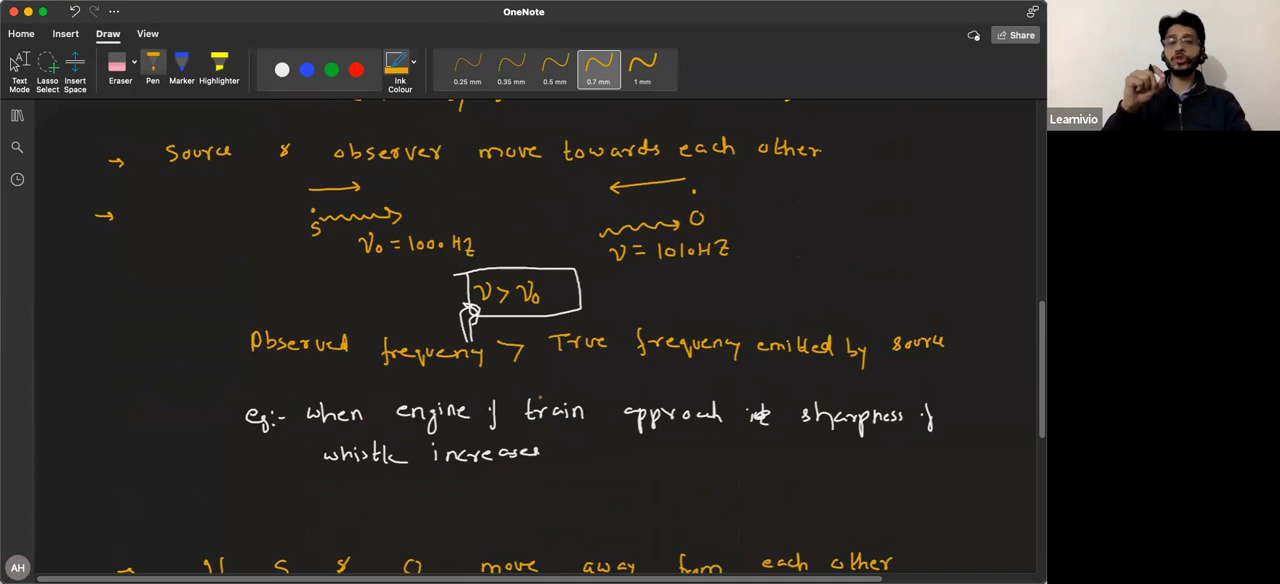 OneNote
Home Insert Draw View
Share
Text Mode
Lasso Select
Insert Space
Eraser
Pen
Marker
Highlighter
Ink Colour
0.25 mm
0.35 mm
0.5 mm
0.7 mm
1 mm
Learnivio
→ Source & observer move towards each other
→
S
O
ν₀ = 1000 HZ
ν = 1010 HZ
ν > ν₀
Observed frequency > True frequency emitted by source
eg:- when engine of train approach sharpness of
whistle increases
→ If S & O move away from each other
AH